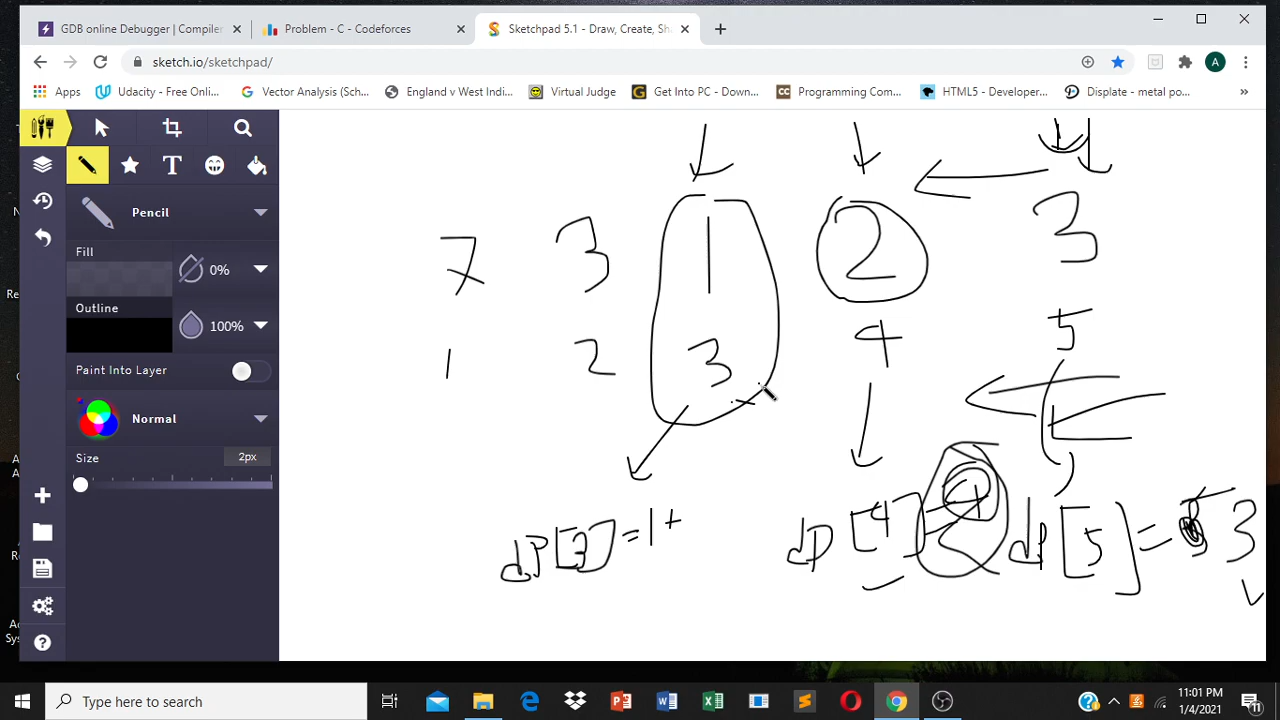 GDB online Debugger | Compiler
Problem - C - Codeforces
Sketchpad 5.1 - Draw, Create, Sh
sketch.io/sketchpad/
A
Apps
Udacity - Free Onli...
Vector Analysis (Sch...
England v West Indi...
Virtual Judge
Get Into PC - Down...
Programming Com...
HTML5 - Developer...
Displate - metal po...
»
Pencil
Fill
0%
Outline
100%
Paint Into Layer
Normal
Size
2px
7 3 1 2 3
1 2 3 4 5
dp[3] = 1 +
dp [4] =
dp[5] = 3
Type here to search
11:01 PM
1/4/2021